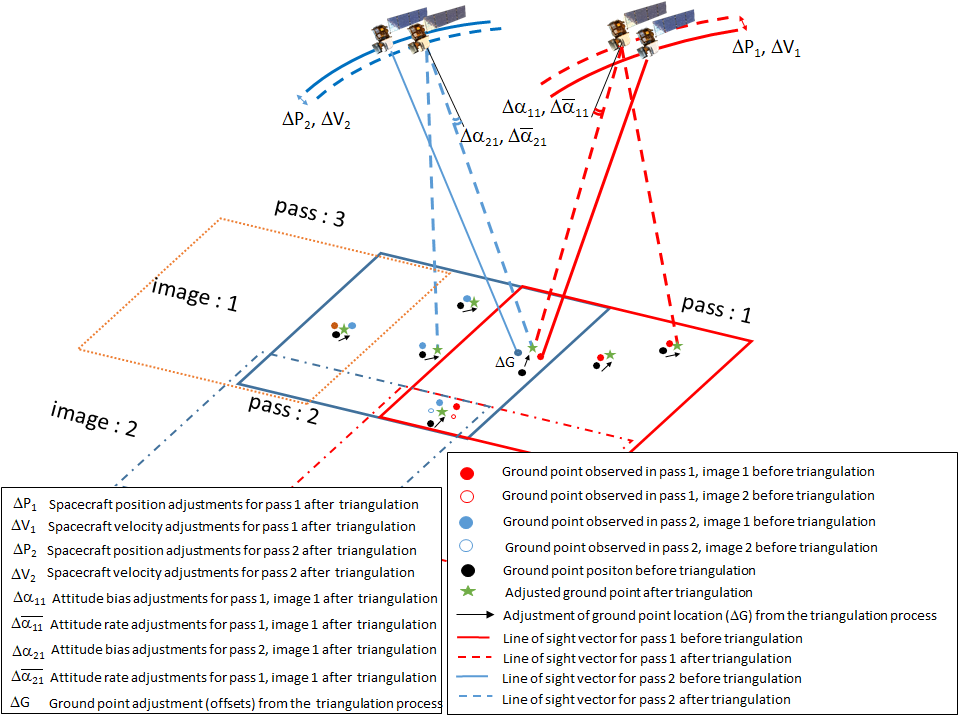 ΔP₁, ΔV₁
Δα₁₁, Δα̅₁₁
ΔP₂, ΔV₂
Δα₂₁, Δα̅₂₁
pass : 3
image : 1
pass : 1
ΔG
pass : 2
image : 2
ΔP₁ Spacecraft position adjustments for pass 1 after triangulation
ΔV₁ Spacecraft velocity adjustments for pass 1 after triangulation
ΔP₂ Spacecraft position adjustments for pass 2 after triangulation
ΔV₂ Spacecraft velocity adjustments for pass 2 after triangulation
Δα₁₁ Attitude bias adjustments for pass 1, image 1 after triangulation
Δα̅₁₁ Attitude rate adjustments for pass 1, image 1 after triangulation
Δα₂₁ Attitude bias adjustments for pass 2, image 1 after triangulation
Δα̅₂₁ Attitude rate adjustments for pass 1, image 1 after triangulation
ΔG Ground point adjustment (offsets) from the triangulation process
Ground point observed in pass 1, image 1 before triangulation
Ground point observed in pass 1, image 2 before triangulation
Ground point observed in pass 2, image 1 before triangulation
Ground point observed in pass 2, image 2 before triangulation
Ground point positon before triangulation
Adjusted ground point after triangulation
Adjustment of ground point location (ΔG) from the triangulation process
Line of sight vector for pass 1 before triangulation
Line of sight vector for pass 1 after triangulation
Line of sight vector for pass 2 before triangulation
Line of sight vector for pass 2 after triangulation